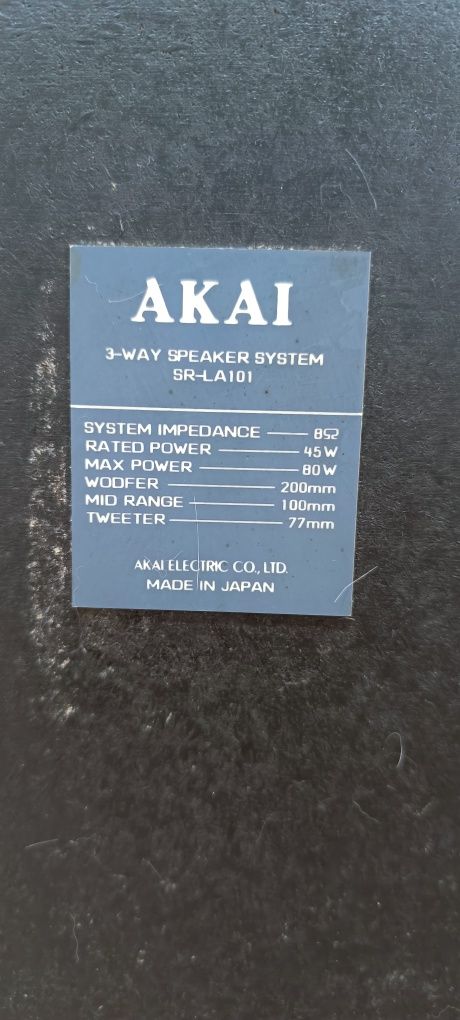 AKAI
3-WAY SPEAKER SYSTEM
SR-LA101
SYSTEM IMPEDANCE 8Ω
RATED POWER 45W
MAX POWER 80W
WODFER 200mm
MID RANGE 100mm
TWEETER 77mm
AKAI ELECTRIC CO., LTD.
MADE IN JAPAN